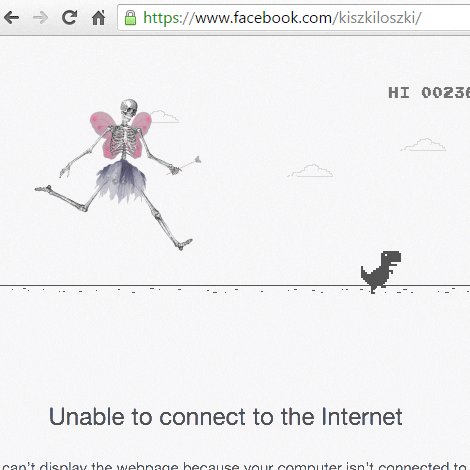 https://www.facebook.com/kiszkiloszki/
HI 00236
Unable to connect to the Internet
can't display the webpage because your computer isn't connected to